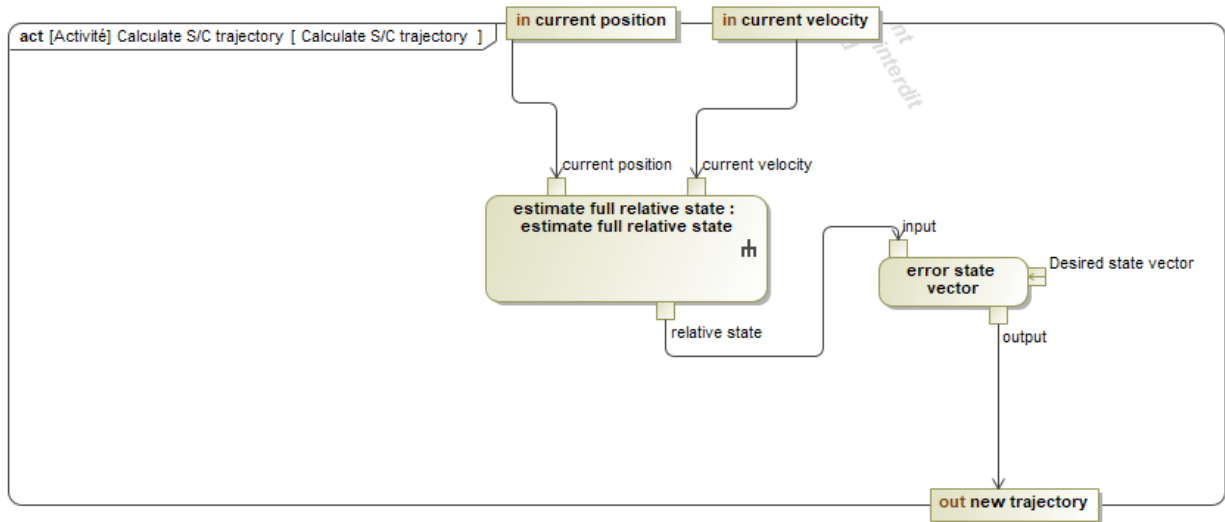 in current position
in current velocity
act [Activité] Calculate S/C trajectory [ Calculate S/C trajectory ]
interdit
current position
current velocity
estimate full relative state :
estimate full relative state
input
error state
vector
Desired state vector
relative state
output
out new trajectory